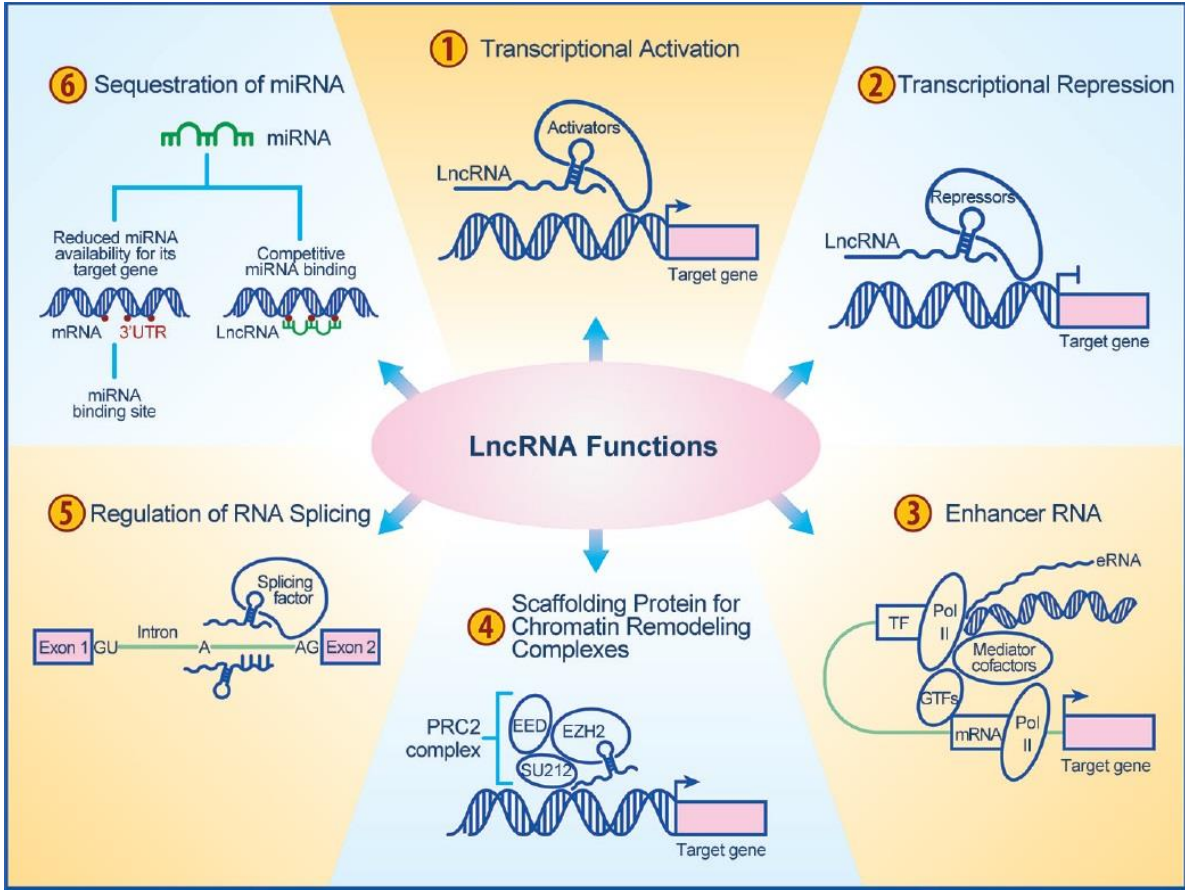 1 Transcriptional Activation
Activators
LncRNA
Target gene
2 Transcriptional Repression
Repressors
LncRNA
Target gene
3 Enhancer RNA
eRNA
TF
Pol
II
Mediator
cofactors
GTFs
mRNA
Pol
II
Target gene
4 Scaffolding Protein for
Chromatin Remodeling
Complexes
PRC2
complex
EED
EZH2
SU212
Target gene
5 Regulation of RNA Splicing
Splicing
factor
Intron
Exon 1 GU A AG Exon 2
6 Sequestration of miRNA
miRNA
Reduced miRNA
availability for its
target gene
Competitive
miRNA binding
mRNA 3'UTR
LncRNA
miRNA
binding site
LncRNA Functions